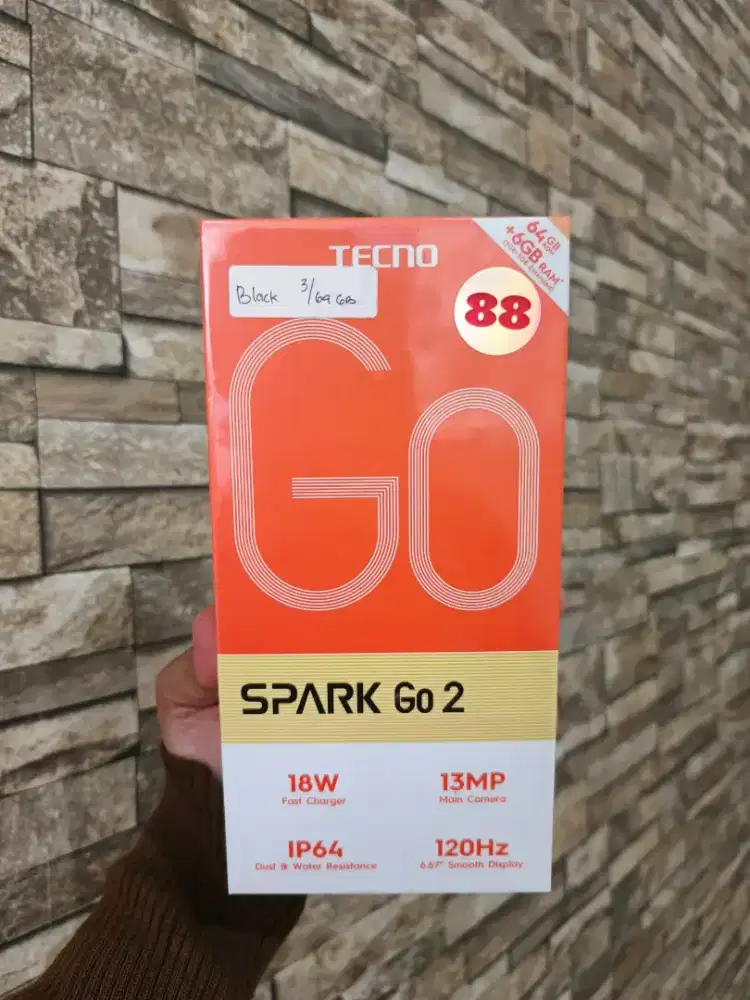 TECNO
64GB ROM
+6GB RAM*
Black 3/64 GB
88
Go
SPARK Go 2
18W
Fast Charger
13MP
Main Camera
IP64
Dust & Water Resistance
120Hz
6.67" Smooth Display